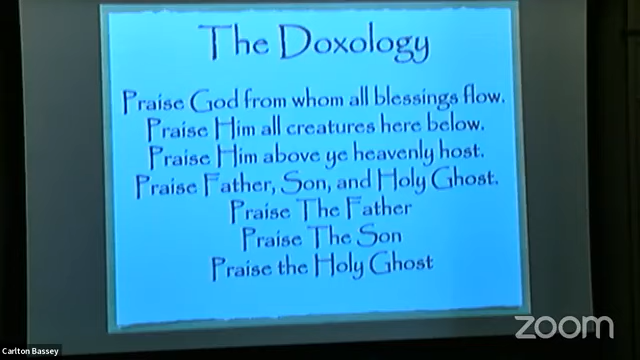 The Doxology
Praise God from whom all blessings flow.
Praise Him all creatures here below.
Praise Him above ye heavenly host.
Praise Father, Son, and Holy Ghost.
Praise The Father
Praise The Son
Praise the Holy Ghost
zoom
Carlton Bassey